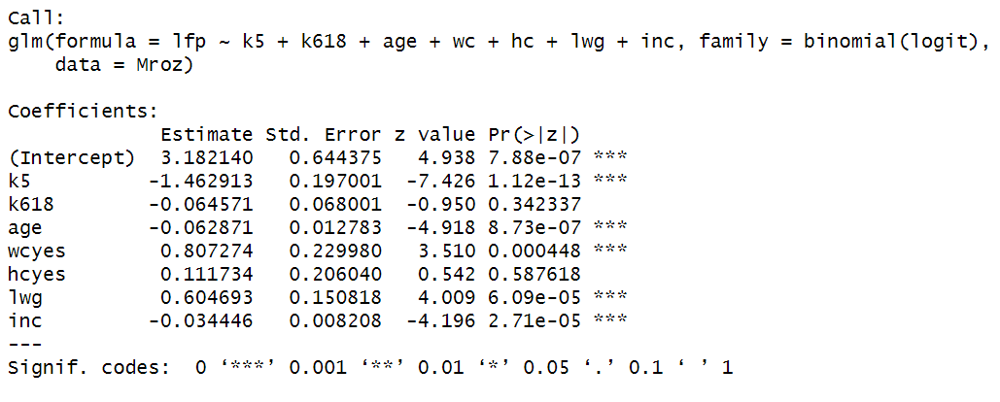 Call:
glm(formula = lfp ~ k5 + k618 + age + wc + hc + lwg + inc, family = binomial(logit),
    data = Mroz)

Coefficients:
             Estimate Std. Error z value Pr(>|z|)
(Intercept)  3.182140   0.644375   4.938 7.88e-07 ***
k5          -1.462913   0.197001  -7.426 1.12e-13 ***
k618        -0.064571   0.068001  -0.950 0.342337
age         -0.062871   0.012783  -4.918 8.73e-07 ***
wcyes        0.807274   0.229980   3.510 0.000448 ***
hcyes        0.111734   0.206040   0.542 0.587618
lwg          0.604693   0.150818   4.009 6.09e-05 ***
inc         -0.034446   0.008208  -4.196 2.71e-05 ***
---
Signif. codes:  0 ‘***’ 0.001 ‘**’ 0.01 ‘*’ 0.05 ‘.’ 0.1 ‘ ’ 1